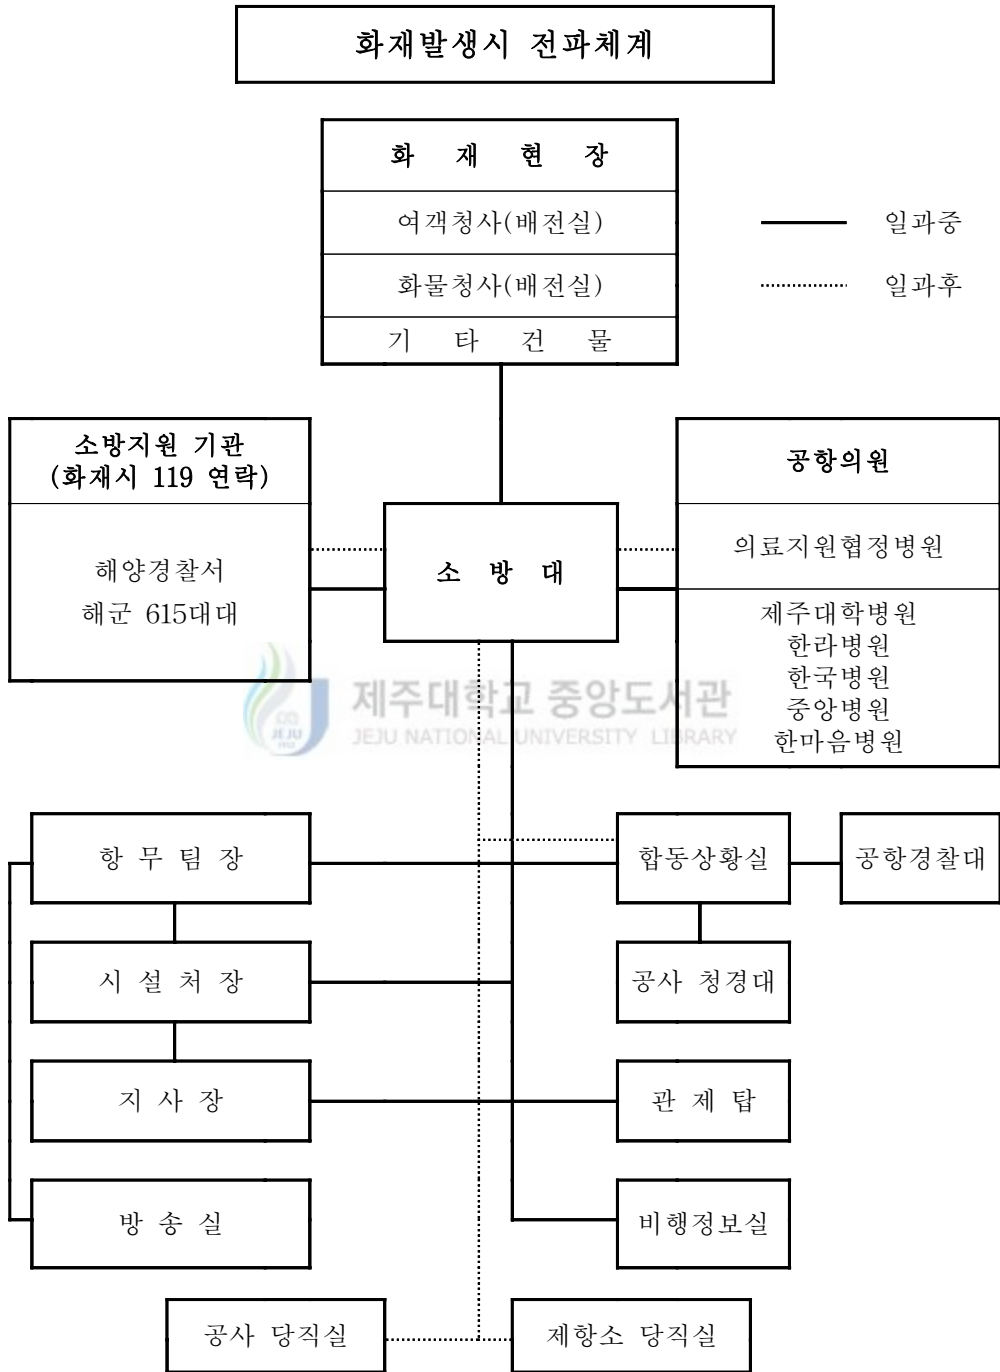 화재발생시 전파체계
화 재 현 장
여객청사(배전실)
화물청사(배전실)
기 타 건 물
일과중
일과후
소방지원 기관
(화재시 119 연락)
해양경찰서
해군 615대대
소 방 대
공항의원
의료지원협정병원
제주대학병원
한라병원
한국병원
중앙병원
한마음병원
JEJU
1952
제주대학교 중앙도서관
JEJU NATIONAL UNIVERSITY LIBRARY
항 무 팀 장
합동상황실
공항경찰대
시 설 처 장
공사 청경대
지 사 장
관 제 탑
방 송 실
비행정보실
공사 당직실
제항소 당직실